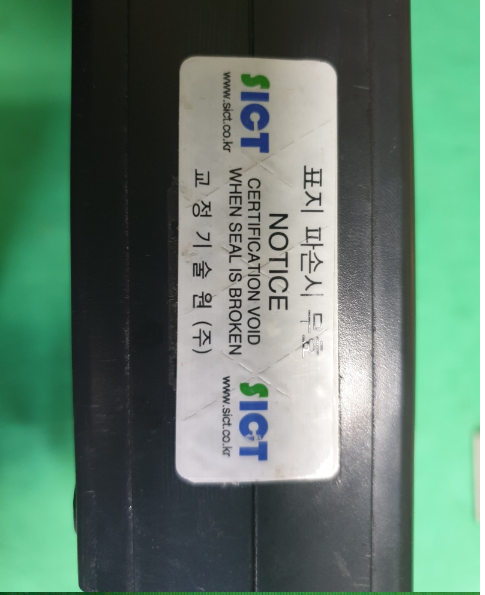 표지 파손시 무효
NOTICE
SICT
CERTIFICATION VOID
SICT
www.sict.co.kr
WHEN SEAL IS BROKEN
www.sict.co.kr
교 정 기 술 원 (주)